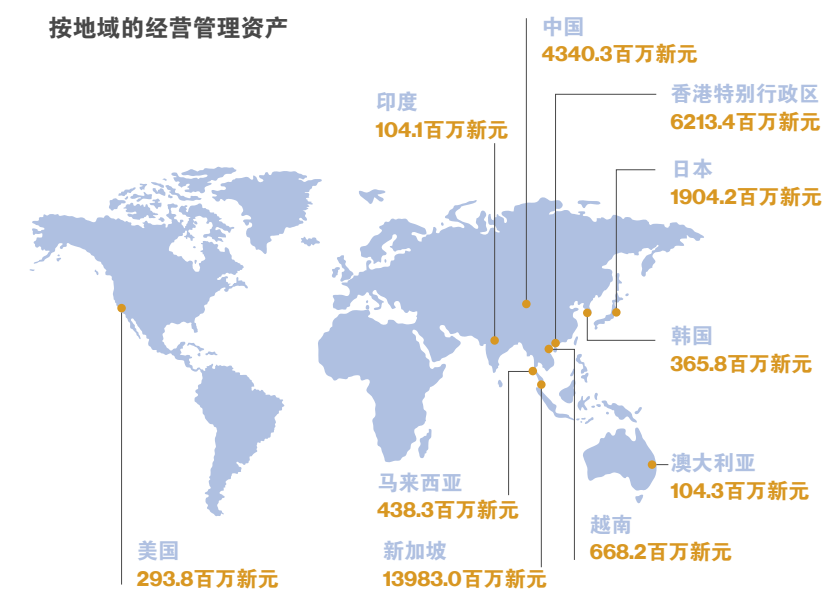 按地域的经营管理资产
中国
4340.3百万新元
印度
104.1百万新元
香港特别行政区
6213.4百万新元
日本
1904.2百万新元
韩国
365.8百万新元
澳大利亚
104.3百万新元
马来西亚
438.3百万新元
越南
668.2百万新元
美国
293.8百万新元
新加坡
13983.0百万新元